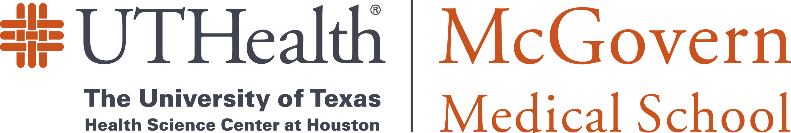 UTHealth®
The University of Texas
Health Science Center at Houston
McGovern
Medical School